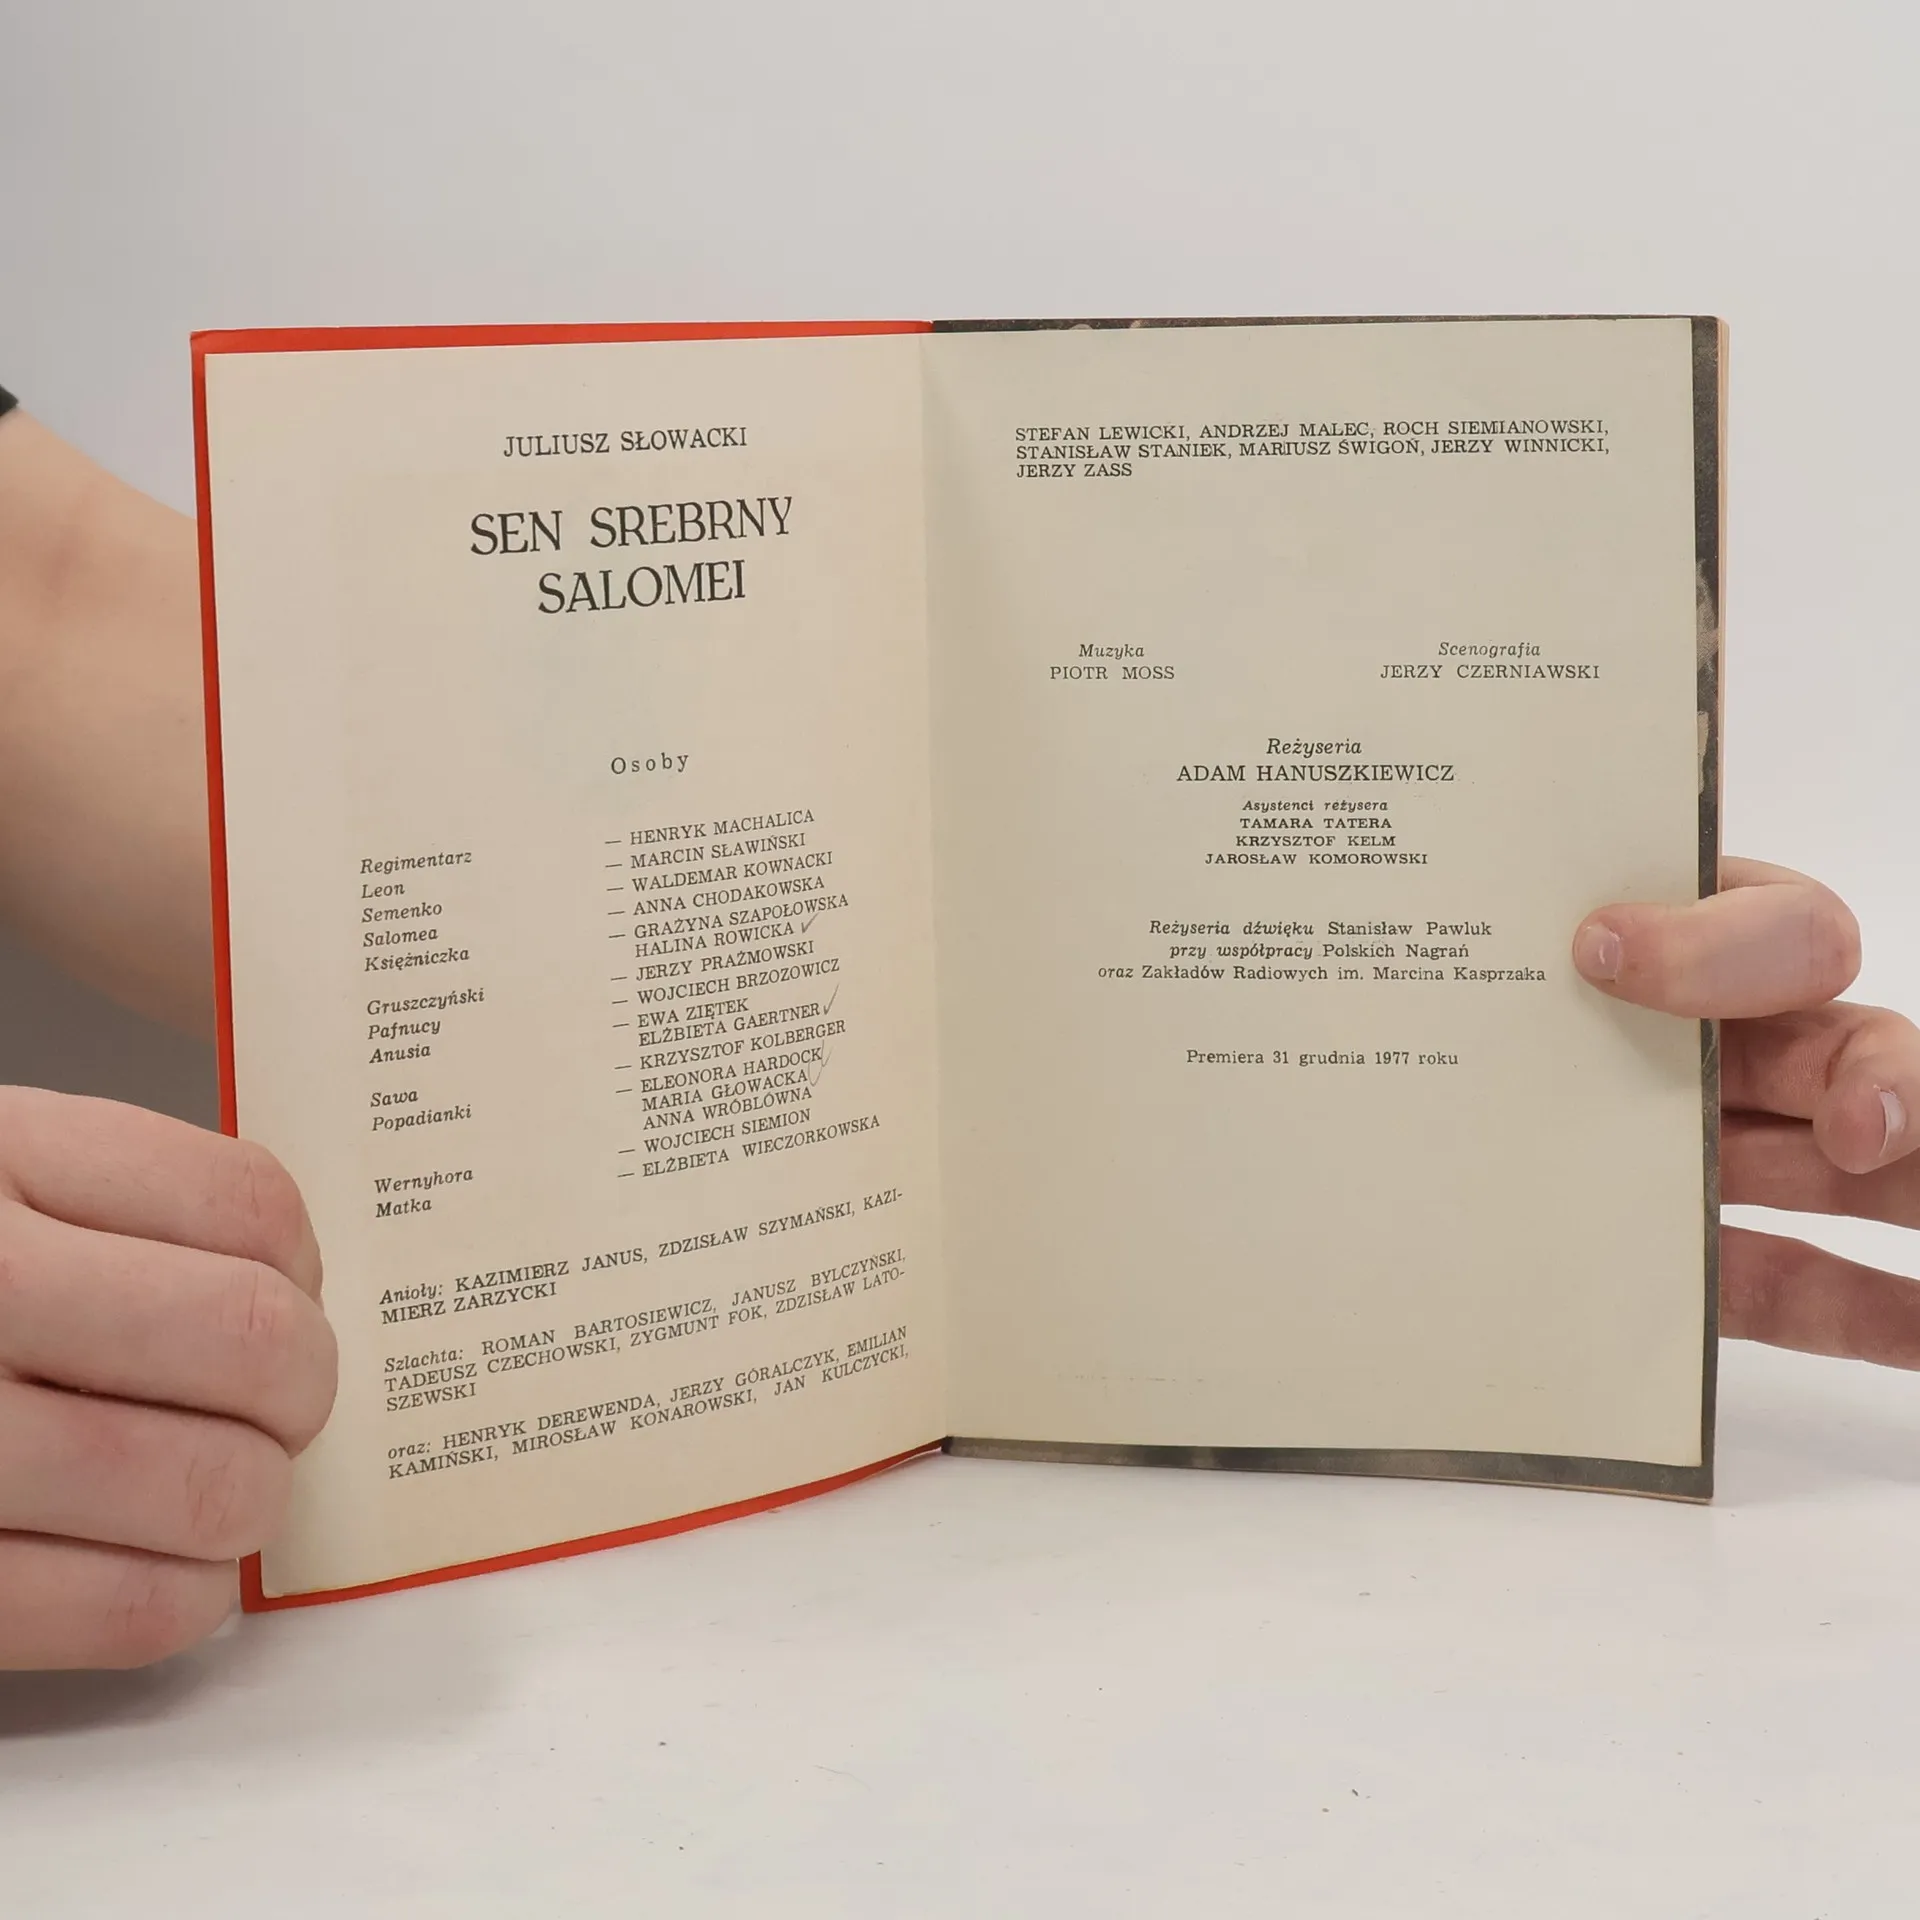 JULIUSZ SŁOWACKI
SEN SREBRNY
SALOMEI
Osoby
Regimentarz — HENRYK MACHALICA
Leon — MARCIN SŁAWIŃSKI
Semenko — WALDEMAR KOWNACKI
Salomea — ANNA CHODAKOWSKA
Księżniczka — GRAŻYNA SZAPOŁOWSKA
HALINA ROWICKA
Gruszczyński — JERZY PRAŻMOWSKI
Pafnucy — WOJCIECH BRZOZOWICZ
Anusia — EWA ZIĘTEK
ELŻBIETA GAERTNER
Sawa — KRZYSZTOF KOLBERGER
Popadianki — ELEONORA HARDOCK
MARIA GŁOWACKA
ANNA WRÓBLÓWNA
Wernyhora — WOJCIECH SIEMION
Matka — ELŻBIETA WIECZORKOWSKA
Anioły: KAZIMIERZ JANUS, ZDZISŁAW SZYMAŃSKI, KAZI-
MIERZ ZARZYCKI
Szlachta: ROMAN BARTOSIEWICZ, JANUSZ BYLCZYŃSKI,
TADEUSZ CZECHOWSKI, ZYGMUNT FOK, ZDZISŁAW LATO-
SZEWSKI
oraz: HENRYK DEREWENDA, JERZY GÓRALCZYK, EMILIAN
KAMIŃSKI, MIROSŁAW KONAROWSKI, JAN KULCZYCKI,
STEFAN LEWICKI, ANDRZEJ MALEC, ROCH SIEMIANOWSKI,
STANISŁAW STANIEK, MARIUSZ ŚWIGOŃ, JERZY WINNICKI,
JERZY ZASS
Muzyka
PIOTR MOSS
Scenografia
JERZY CZERNIAWSKI
Reżyseria
ADAM HANUSZKIEWICZ
Asystenci reżysera
TAMARA TATERA
KRZYSZTOF KELM
JAROSŁAW KOMOROWSKI
Reżyseria dźwięku Stanisław Pawluk
przy współpracy Polskich Nagrań
oraz Zakładów Radiowych im. Marcina Kasprzaka
Premiera 31 grudnia 1977 roku